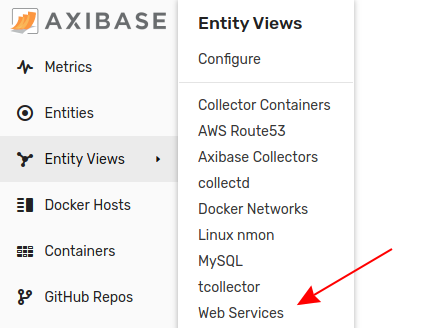 AXIBASE
Metrics
Entities
Entity Views
Docker Hosts
Containers
GitHub Repos
Entity Views
Configure
Collector Containers
AWS Route53
Axibase Collectors
collectd
Docker Networks
Linux nmon
MySQL
tcollector
Web Services